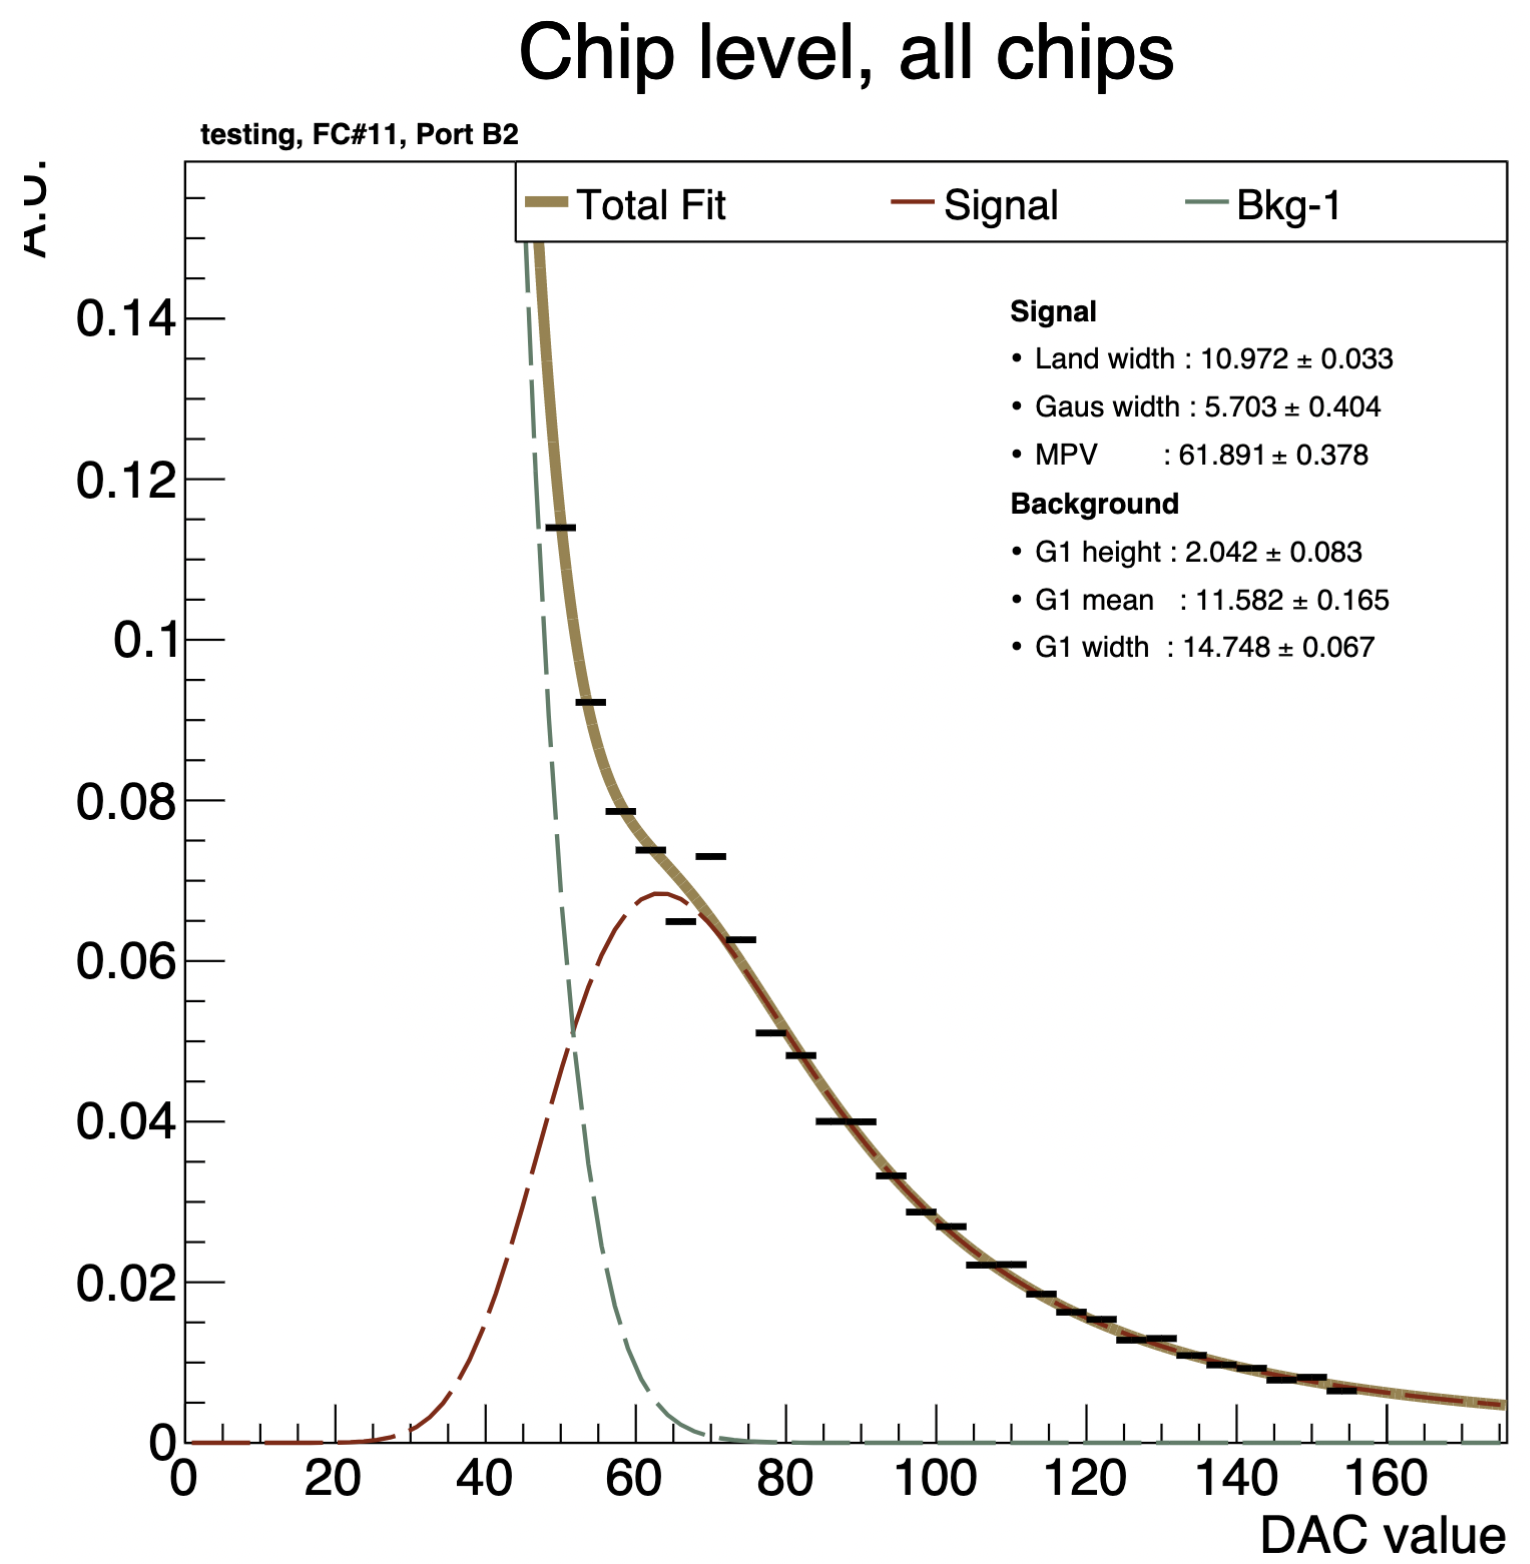 Chip level, all chips
testing, FC#11, Port B2
A.U.
Total Fit Signal Bkg-1
Signal
• Land width : 10.972 ± 0.033
• Gaus width : 5.703 ± 0.404
• MPV : 61.891 ± 0.378
Background
• G1 height : 2.042 ± 0.083
• G1 mean : 11.582 ± 0.165
• G1 width : 14.748 ± 0.067
0.14
0.12
0.1
0.08
0.06
0.04
0.02
0
0 20 40 60 80 100 120 140 160
DAC value